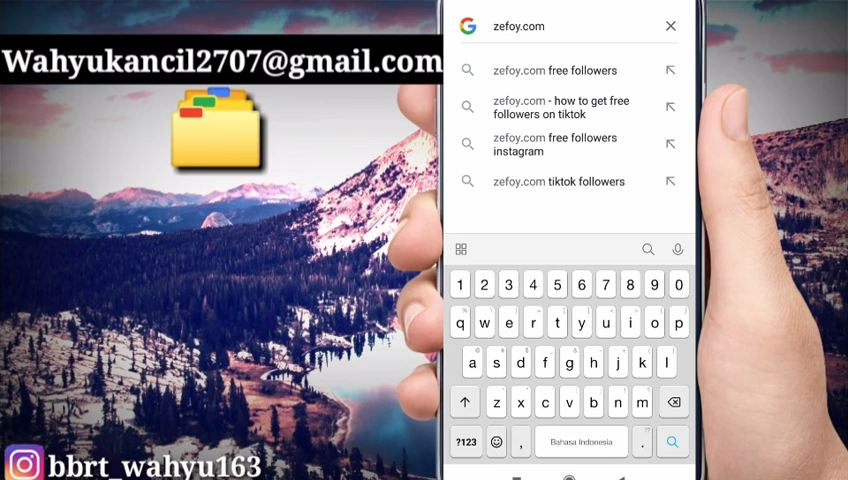 Wahyukancil2707@gmail.com
bbrt_wahyu163
zefoy.com
zefoy.com free followers
zefoy.com - how to get free
followers on tiktok
zefoy.com free followers
instagram
zefoy.com tiktok followers
1 2 3 4 5 6 7 8 9 0
q w e r t y u i o p
a s d f g h j k l
z x c v b n m
?123 , Bahasa Indonesia .